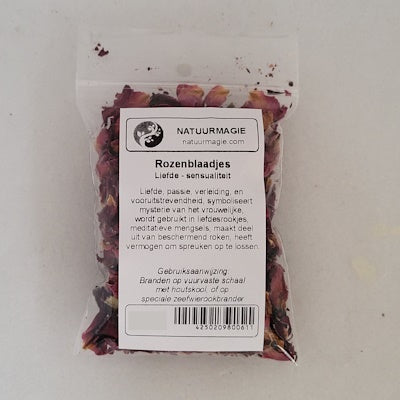 NATUURMAGIE
natuurmagie.com
Rozenblaadjes
Liefde - sensualiteit
Liefde, passie, verleiding, en
vooruitstrevendheid, symboliseert
mysterie van het vrouwelijke,
wordt gebruikt in liefdesrookjes,
meditatieve mengsels, maakt deel
uit van beschermend roken, heeft
vermogen om spreuken op te lossen.
Gebruiksaanwijzing:
Branden op vuurvaste schaal
met houtskool, of op
speciale zeefwierookbrander
4250209800611